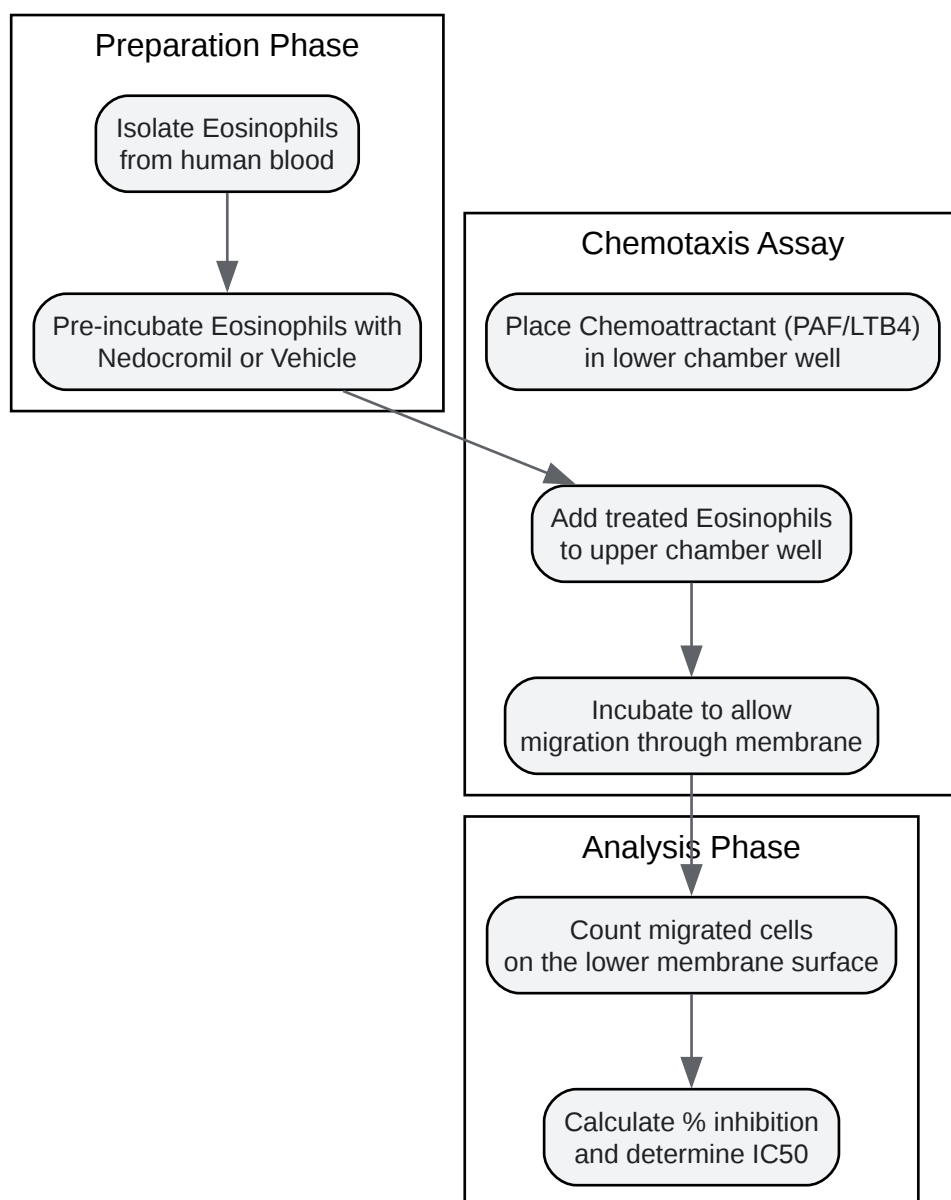 Preparation Phase
Isolate Eosinophils
from human blood
Pre-incubate Eosinophils with
Nedocromil or Vehicle
Chemotaxis Assay
Place Chemoattractant (PAF/LTB4)
in lower chamber well
Add treated Eosinophils
to upper chamber well
Incubate to allow
migration through membrane
Analysis Phase
Count migrated cells
on the lower membrane surface
Calculate % inhibition
and determine IC50